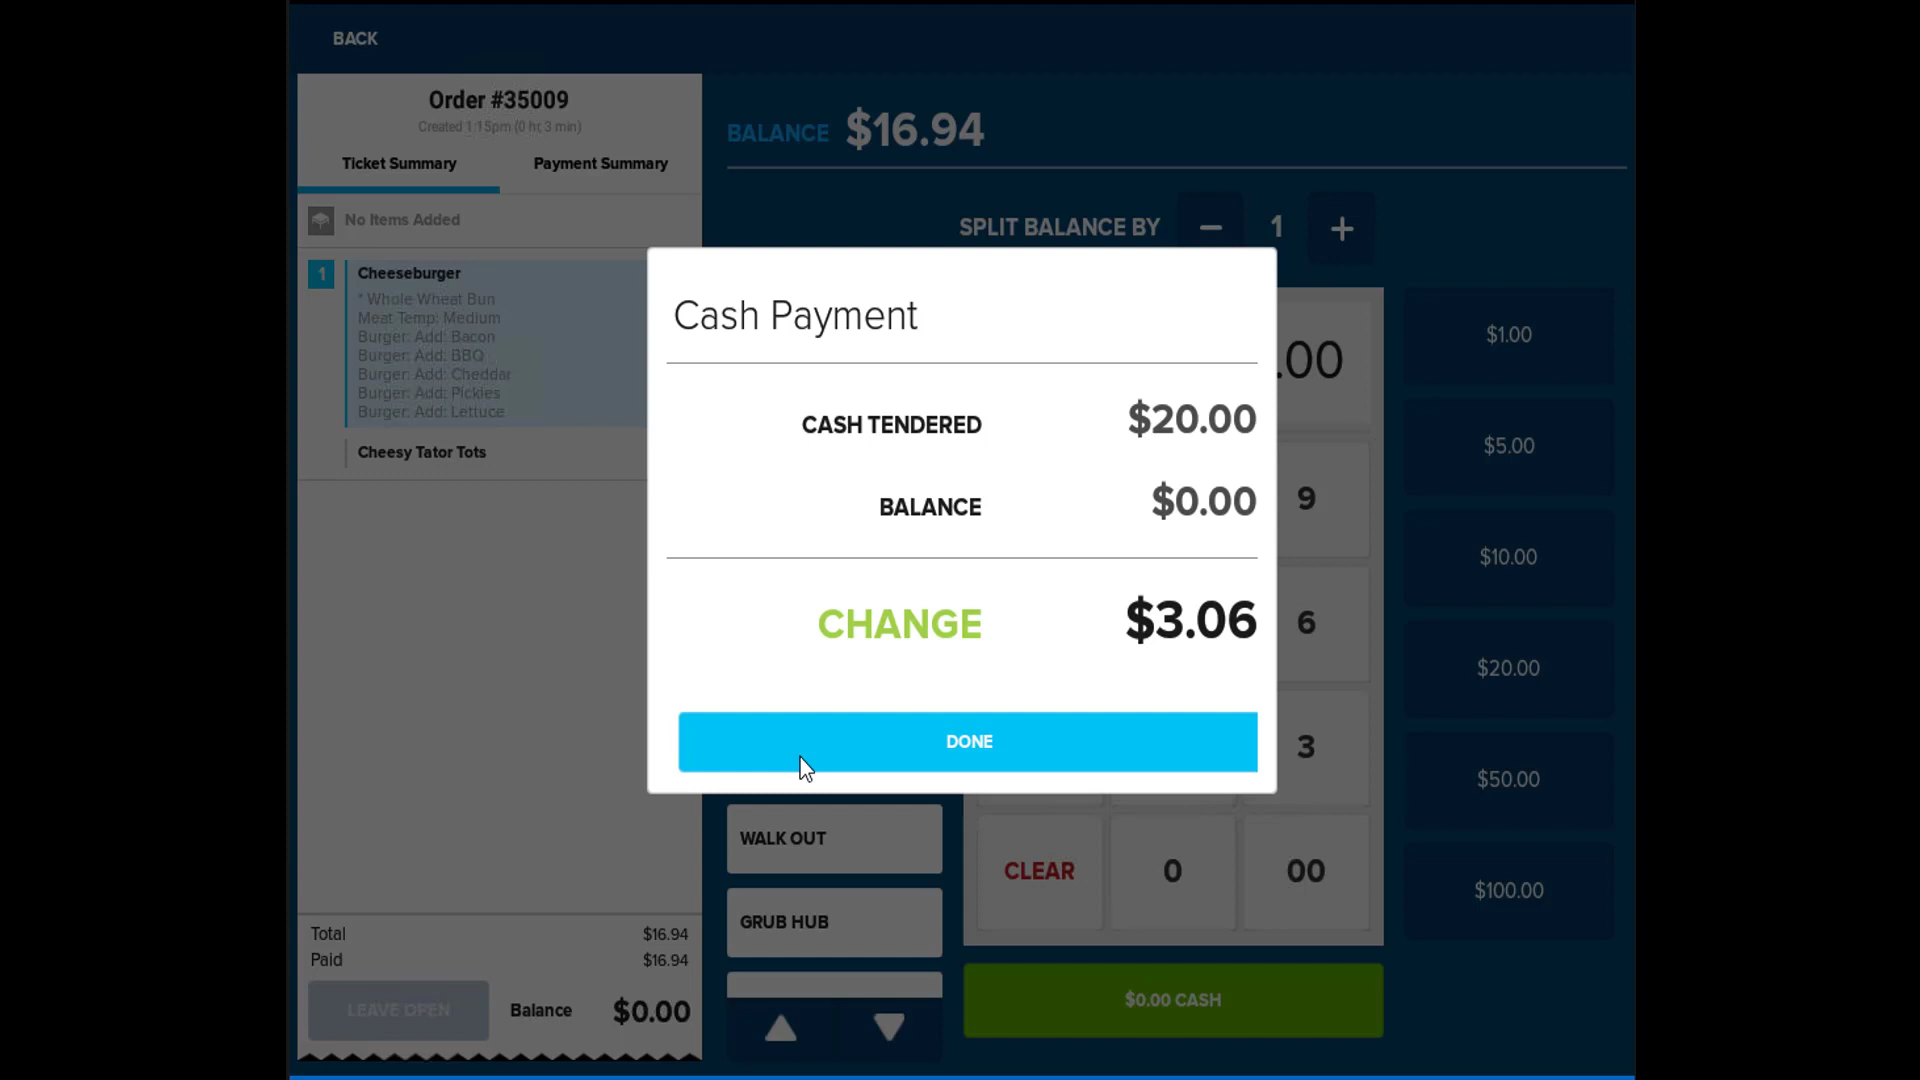 BACK
Order #35009
Created 1:15pm (0 hr, 3 min)
Ticket Summary
Payment Summary
No Items Added
1
Cheeseburger
* Whole Wheat Bun
Meat Temp: Medium
Burger: Add: Bacon
Burger: Add: BBQ
Burger: Add: Cheddar
Burger: Add: Pickles
Burger: Add: Lettuce
Cheesy Tator Tots
Total $16.94
Paid $16.94
LEAVE OPEN
Balance $0.00
BALANCE $16.94
SPLIT BALANCE BY − 1 +
Cash Payment
CASH TENDERED $20.00
BALANCE $0.00
CHANGE $3.06
DONE
WALK OUT
GRUB HUB
.00
9
6
3
CLEAR 0 00
$0.00 CASH
$1.00
$5.00
$10.00
$20.00
$50.00
$100.00